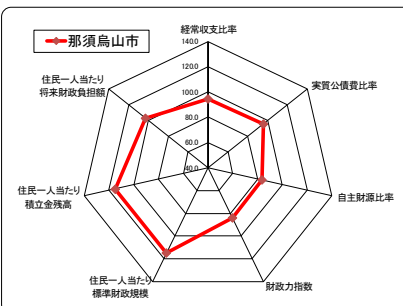 那須烏山市
経常収支比率
140.0
120.0
100.0
80.0
60.0
40.0
実質公債費比率
自主財源比率
財政力指数
住民一人当たり
標準財政規模
住民一人当たり
積立金残高
住民一人当たり
将来財政負担額